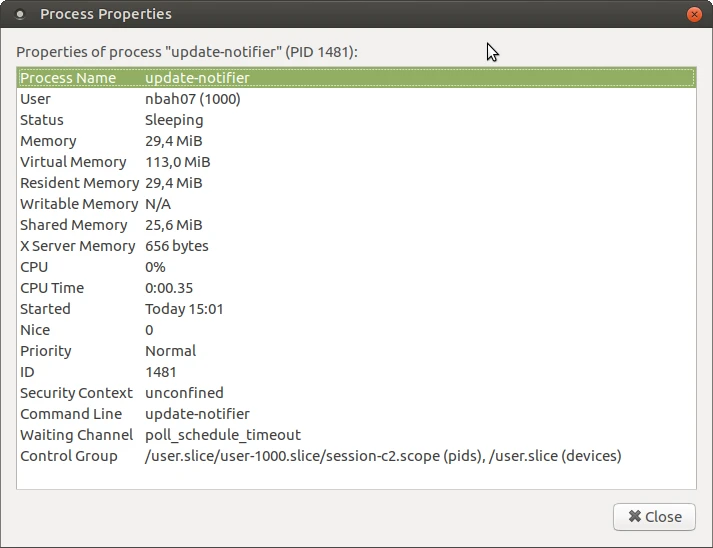 Process Properties
Properties of process "update-notifier" (PID 1481):
Process Name update-notifier
User nbah07 (1000)
Status Sleeping
Memory 29,4 MiB
Virtual Memory 113,0 MiB
Resident Memory 29,4 MiB
Writable Memory N/A
Shared Memory 25,6 MiB
X Server Memory 656 bytes
CPU 0%
CPU Time 0:00.35
Started Today 15:01
Nice 0
Priority Normal
ID 1481
Security Context unconfined
Command Line update-notifier
Waiting Channel poll_schedule_timeout
Control Group /user.slice/user-1000.slice/session-c2.scope (pids), /user.slice (devices)
Close